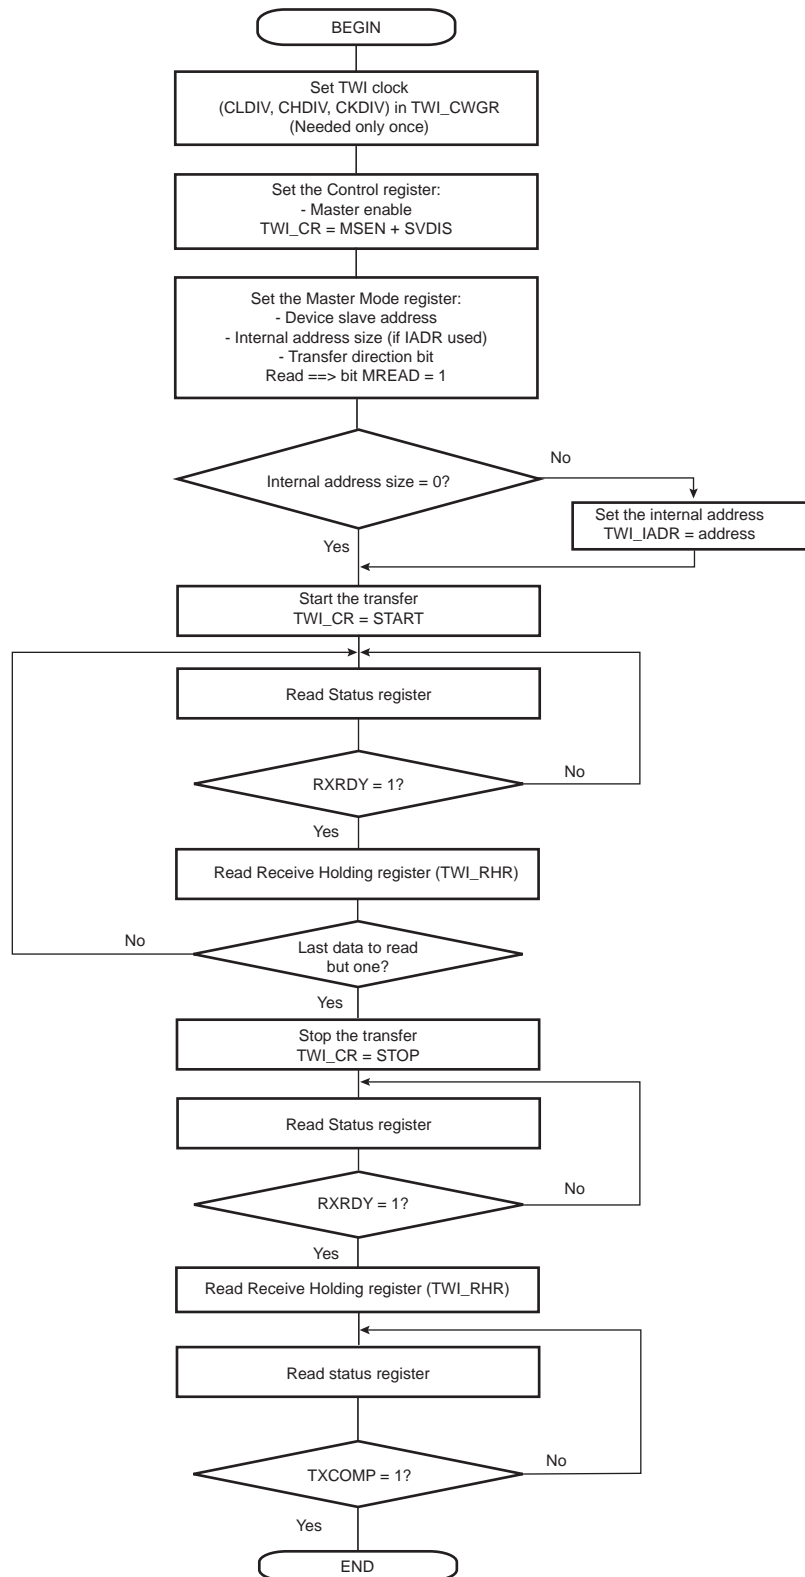 BEGIN
Set TWI clock
(CLDIV, CHDIV, CKDIV) in TWI_CWGR
(Needed only once)
Set the Control register:
- Master enable
TWI_CR = MSEN + SVDIS
Set the Master Mode register:
- Device slave address
- Internal address size (if IADR used)
- Transfer direction bit
Read ==> bit MREAD = 1
Internal address size = 0?
No
Set the internal address
TWI_IADR = address
Yes
Start the transfer
TWI_CR = START
Read Status register
RXRDY = 1?
No
Yes
Read Receive Holding register (TWI_RHR)
No
Last data to read
but one?
Yes
Stop the transfer
TWI_CR = STOP
Read Status register
RXRDY = 1?
No
Yes
Read Receive Holding register (TWI_RHR)
Read status register
TXCOMP = 1?
No
Yes
END